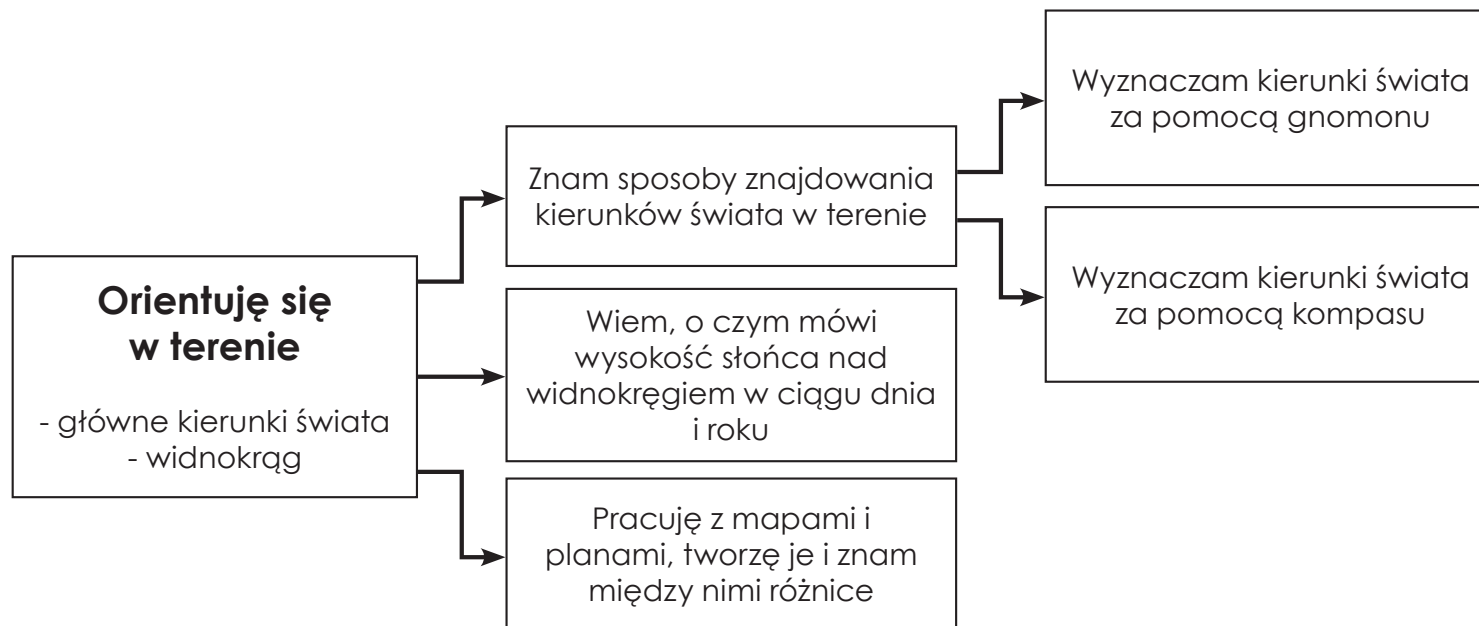 Orientuję się
w terenie
- główne kierunki świata
- widnokrąg
Znam sposoby znajdowania
kierunków świata w terenie
Wyznaczam kierunki świata
za pomocą gnomonu
Wyznaczam kierunki świata
za pomocą kompasu
Wiem, o czym mówi
wysokość słońca nad
widnokręgiem w ciągu dnia
i roku
Pracuję z mapami i
planami, tworzę je i znam
między nimi różnice